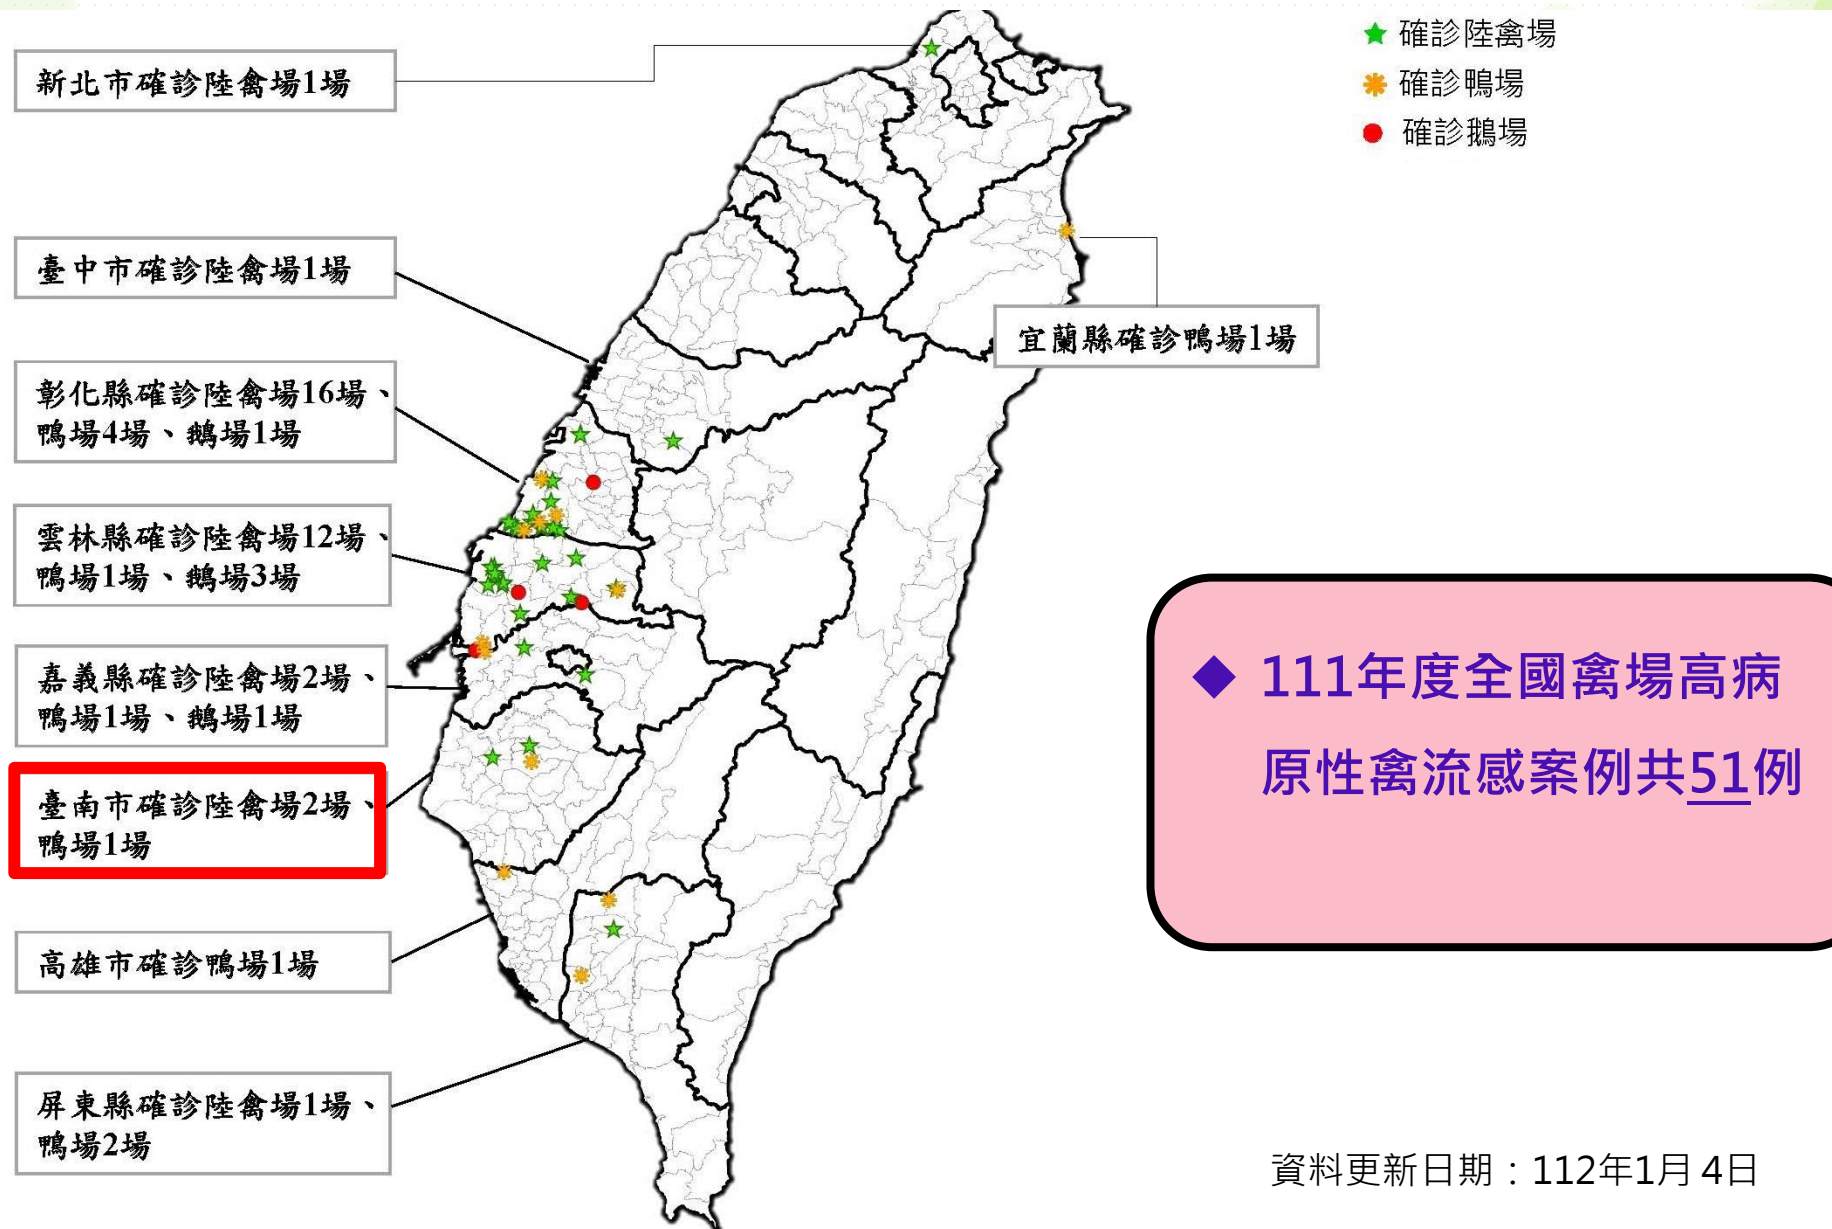 確診陸禽場
確診鴨場
確診鵝場
新北市確診陸禽場1場
臺中市確診陸禽場1場
宜蘭縣確診鴨場1場
彰化縣確診陸禽場16場、
鴨場4場、鵝場1場
雲林縣確診陸禽場12場、
鴨場1場、鵝場3場
嘉義縣確診陸禽場2場、
鴨場1場、鵝場1場
臺南市確診陸禽場2場、
鴨場1場
高雄市確診鴨場1場
屏東縣確診陸禽場1場、
鴨場2場
◆ 111年度全國禽場高病
原性禽流感案例共51例
資料更新日期：112年1月4日